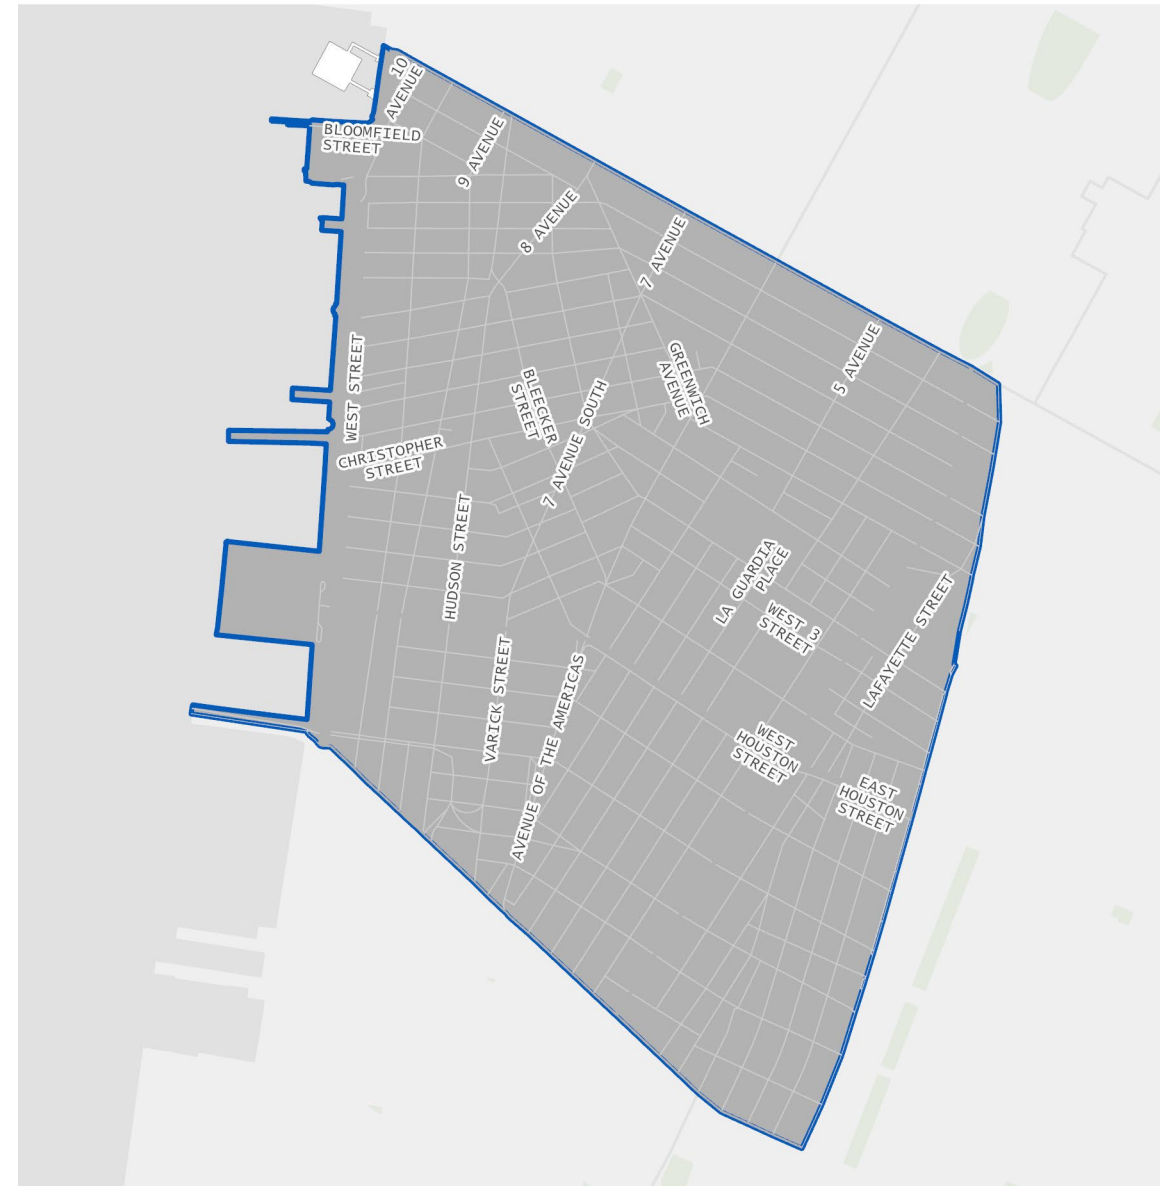 10
AVENUE
BLOOMFIELD
STREET
9 AVENUE
8 AVENUE
7 AVENUE
5 AVENUE
WEST STREET
GREENWICH
AVENUE
BLEECKER
STREET
7 AVENUE SOUTH
CHRISTOPHER
STREET
HUDSON STREET
LA GUARDIA
PLACE
WEST 3
STREET
LAFAYETTE STREET
VARICK STREET
AVENUE OF THE AMERICAS
WEST
HOUSTON
STREET
EAST
HOUSTON
STREET